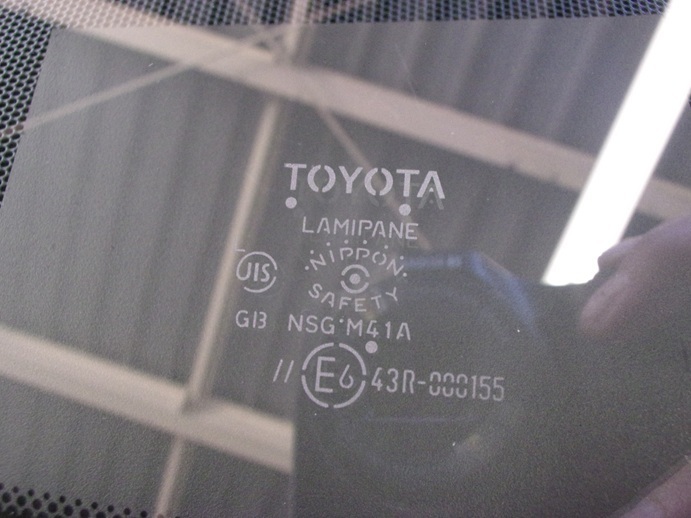 TOYOTA
LAMIPANE
NIPPON
JIS
SAFETY
GB NSG M41A
// E6 43R-000155